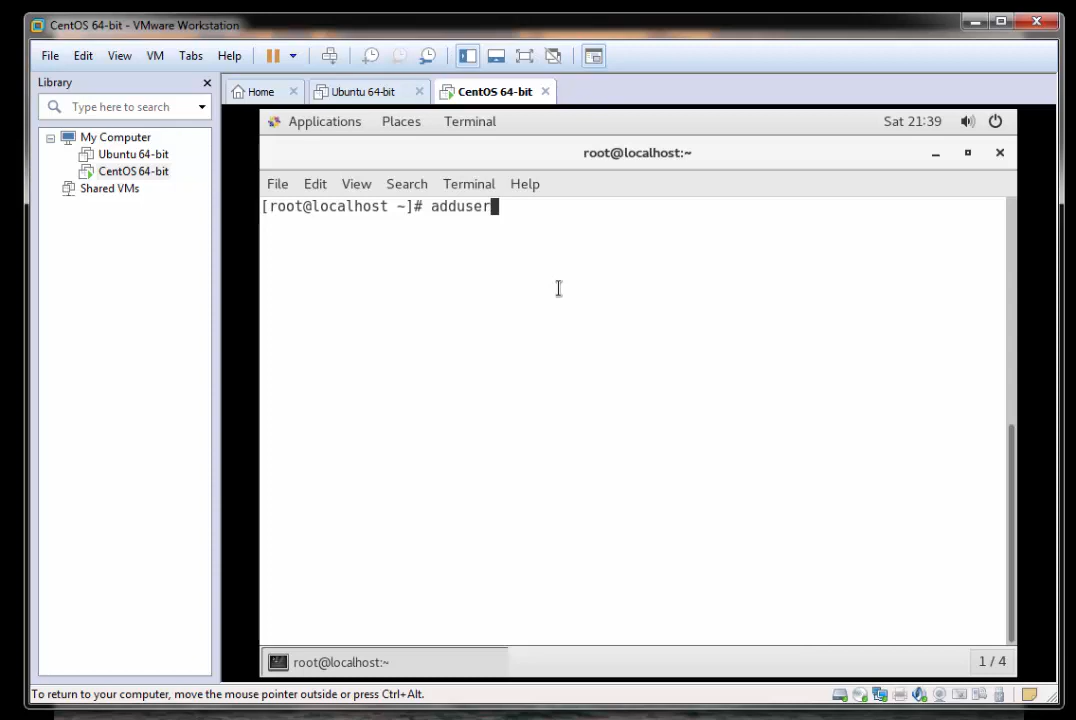 CentOS 64-bit - VMware Workstation
File Edit View VM Tabs Help
Library
Type here to search
Home
Ubuntu 64-bit
CentOS 64-bit
My Computer
Ubuntu 64-bit
CentOS 64-bit
Shared VMs
Applications Places Terminal
Sat 21:39
root@localhost:~
File Edit View Search Terminal Help
[root@localhost ~]# adduser
root@localhost:~
1 / 4
To return to your computer, move the mouse pointer outside or press Ctrl+Alt.